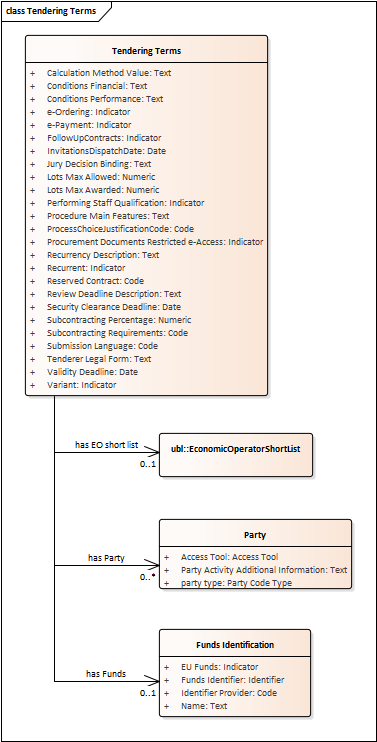 class Tendering Terms
Tendering Terms
+ Calculation Method Value: Text
+ Conditions Financial: Text
+ Conditions Performance: Text
+ e-Ordering: Indicator
+ e-Payment: Indicator
+ FollowUpContracts: Indicator
+ InvitationsDispatchDate: Date
+ Jury Decision Binding: Text
+ Lots Max Allowed: Numeric
+ Lots Max Awarded: Numeric
+ Performing Staff Qualification: Indicator
+ Procedure Main Features: Text
+ ProcessChoiceJustificationCode: Code
+ Procurement Documents Restricted e-Access: Indicator
+ Recurrency Description: Text
+ Recurrent: Indicator
+ Reserved Contract: Code
+ Review Deadline Description: Text
+ Security Clearance Deadline: Date
+ Subcontracting Percentage: Numeric
+ Subcontracting Requirements: Code
+ Submission Language: Code
+ Tenderer Legal Form: Text
+ Validity Deadline: Date
+ Variant: Indicator
has EO short list
0..1
ubl::EconomicOperatorShortList
has Party
0..*
Party
+ Access Tool: Access Tool
+ Party Activity Additional Information: Text
+ party type: Party Code Type
has Funds
0..1
Funds Identification
+ EU Funds: Indicator
+ Funds Identifier: Identifier
+ Identifier Provider: Code
+ Name: Text